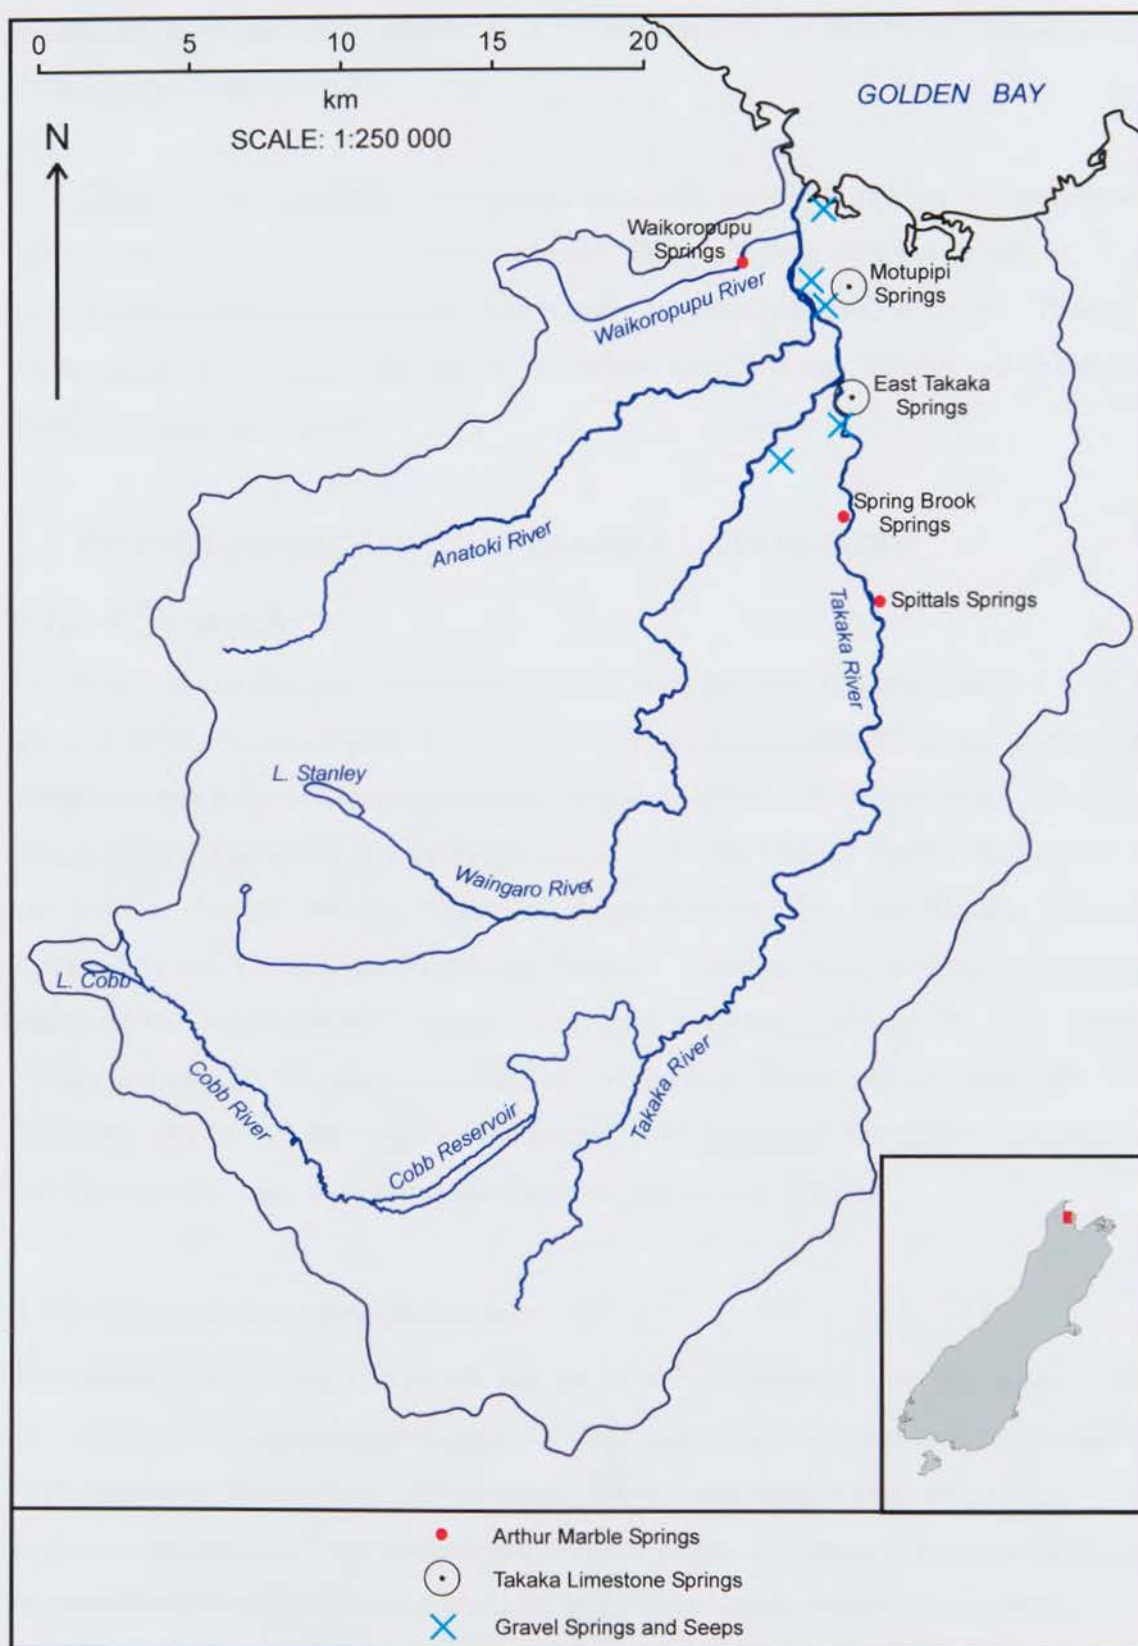 0 5 10 15 20
km
SCALE: 1:250 000
N
GOLDEN BAY
Waikoropupu
Springs
Waikoropupu River
Motupipi
Springs
East Takaka
Springs
Anatoki River
Spring Brook
Springs
Spittals Springs
Takaka River
L. Stanley
Waingaro River
L. Cobb
Cobb River
Cobb Reservoir
Takaka River
Arthur Marble Springs
Takaka Limestone Springs
Gravel Springs and Seeps